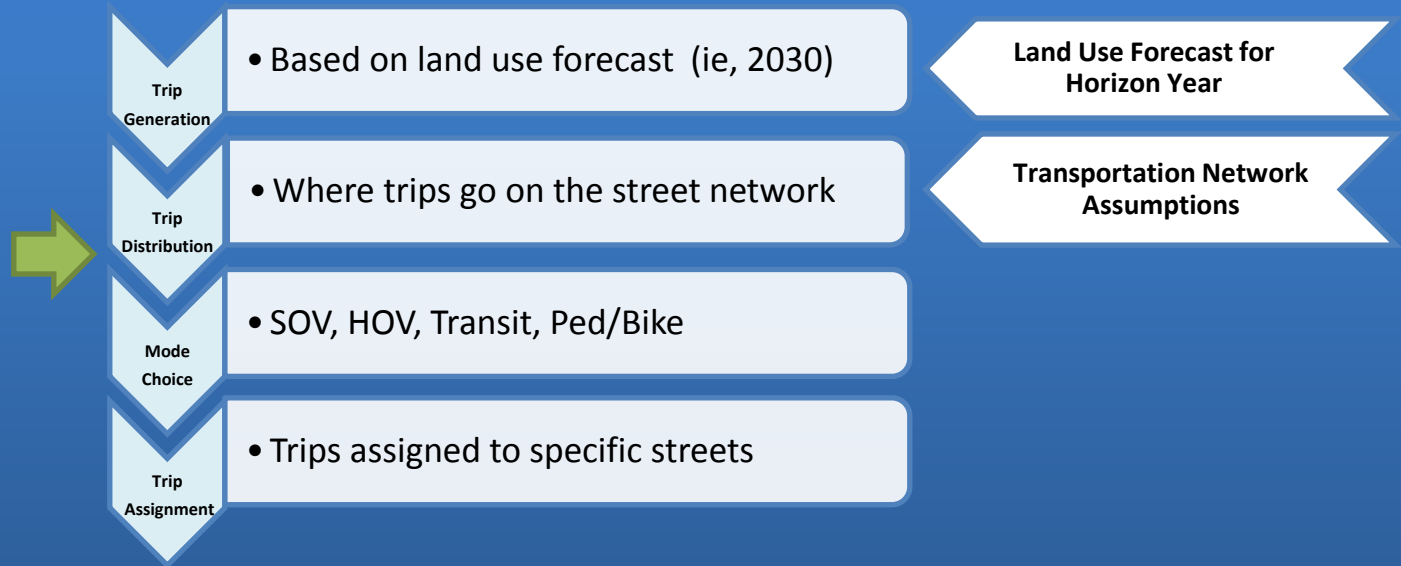 Trip
Generation
• Based on land use forecast (ie, 2030)
Land Use Forecast for
Horizon Year
Trip
Distribution
• Where trips go on the street network
Transportation Network
Assumptions
Mode
Choice
• SOV, HOV, Transit, Ped/Bike
Trip
Assignment
• Trips assigned to specific streets